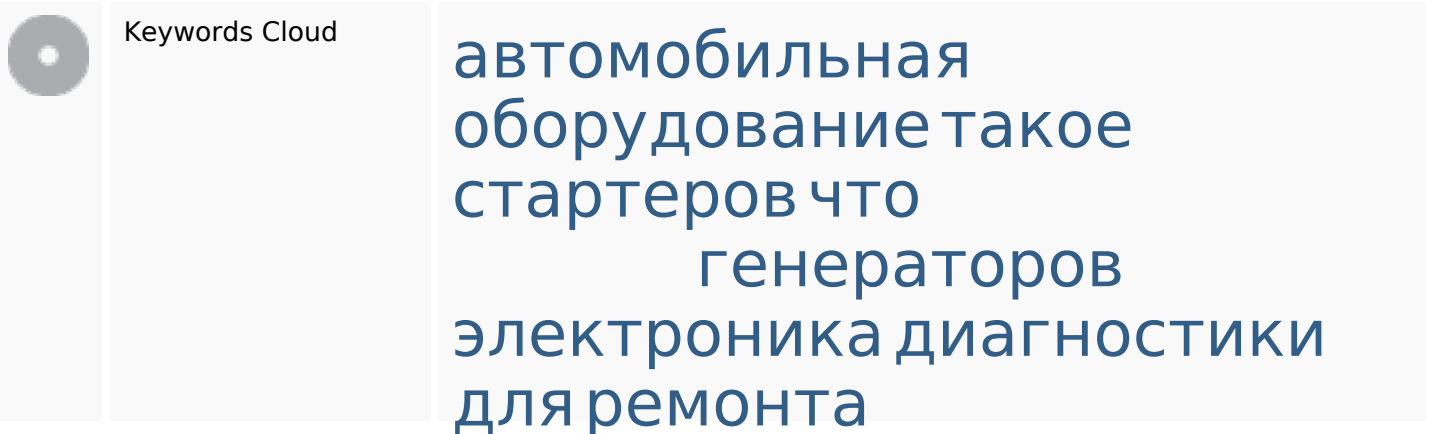 Keywords Cloud
автомобильная
оборудование такое
стартеров что
генераторов
электроника диагностики
для ремонта